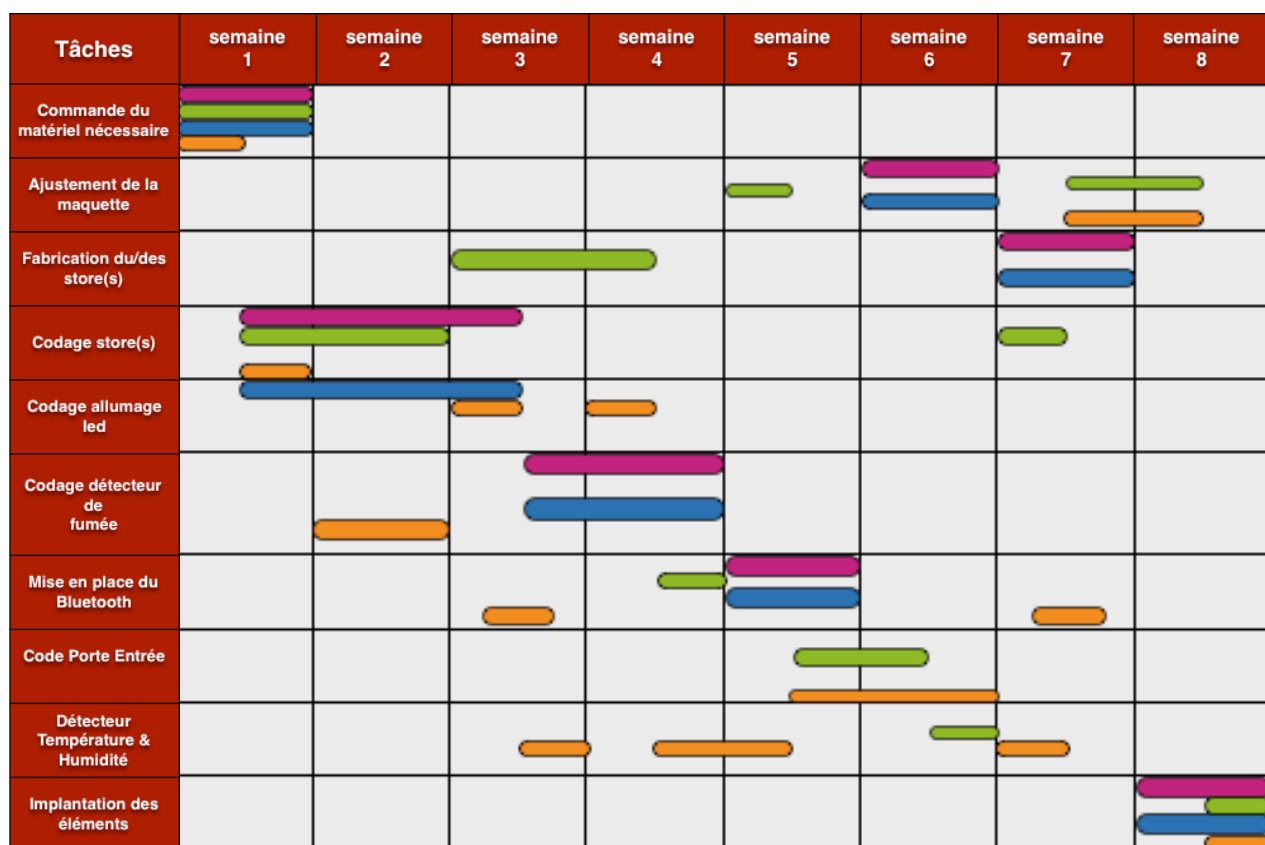 Tâches
semaine
1
semaine
2
semaine
3
semaine
4
semaine
5
semaine
6
semaine
7
semaine
8
Commande du
matériel nécessaire
Ajustement de la
maquette
Fabrication du/des
store(s)
Codage store(s)
Codage allumage
led
Codage détecteur
de
fumée
Mise en place du
Bluetooth
Code Porte Entrée
Détecteur
Température &
Humidité
Implantation des
éléments